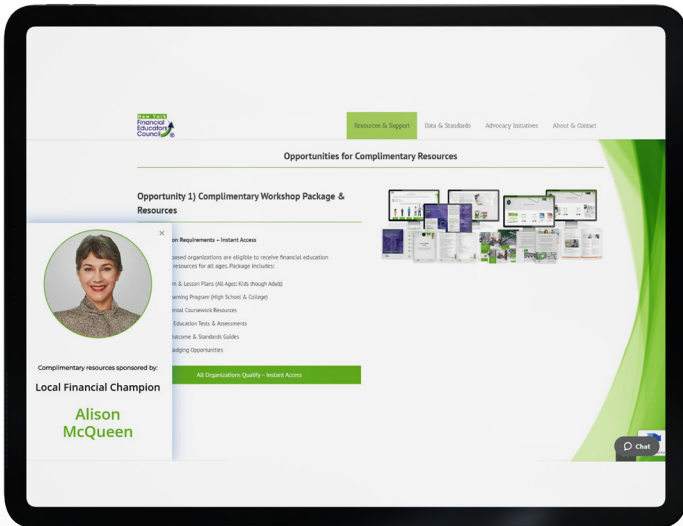 New York
Financial
Educators
Council
Resources & Support
Data & Standards
Advocacy Initiatives
About & Contact
Opportunities for Complimentary Resources
Opportunity 1) Complimentary Workshop Package &
Resources
on Requirements – Instant Access
based organizations are eligible to receive financial education
resources for all ages. Package includes:
& Lesson Plans (All Ages: Kids though Adult)
arning Program (High School & College)
ental Coursework Resources
Education Tests & Assessments
utcome & Standards Guides
adging Opportunities
All Organizations Qualify – Instant Access
×
Complimentary resources sponsored by:
Local Financial Champion
Alison
McQueen
Chat